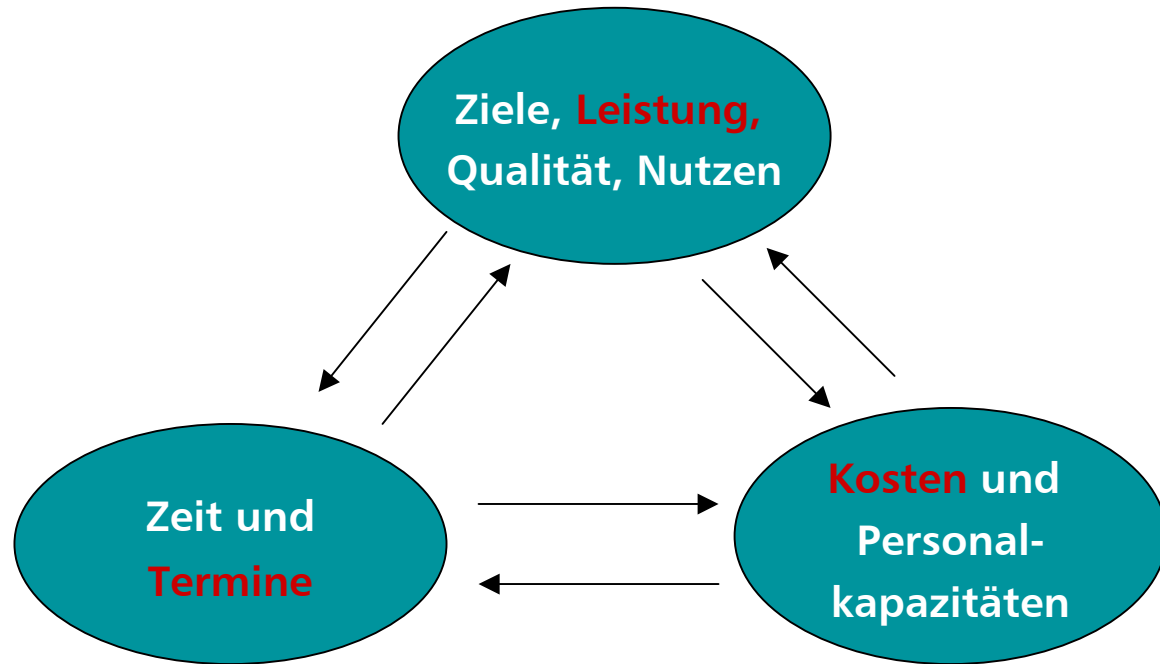 Ziele, Leistung,
Qualität, Nutzen
Zeit und
Termine
Kosten und
Personal-
kapazitäten